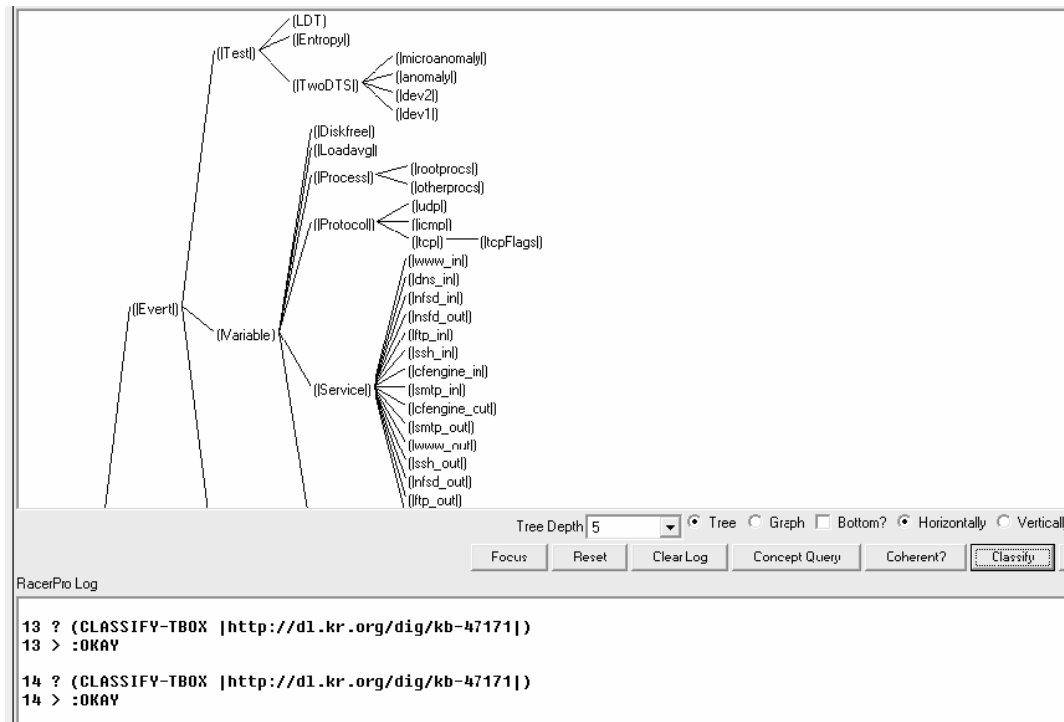 (LDT)
(|Entropy|)
(|Test|)
(|microanomaly|)
(|anomaly|)
(|TwoDTS|)
(|dev2|)
(|dev1|)
(|Diskfree|)
(|Loadavg|)
(|rootprocs|)
(|Process|)
(|otherprocs|)
(|udp|)
(|Protocol|)
(|icmp|)
(|tcp|) (|tcpFlags|)
(|www_in|)
(|dns_in|)
(|nfsd_in|)
(|Event|)
(|nsfd_out|)
(|ftp_in|)
(|Variable|)
(|ssh_in|)
(|cfengine_in|)
(|Service|)
(|smtp_in|)
(|cfengine_out|)
(|smtp_out|)
(|www_out|)
(|ssh_out|)
(|nfsd_out|)
(|ftp_out|)
Tree Depth 5 Tree Graph Bottom? Horizontally Verticall
Focus Reset Clear Log Concept Query Coherent? Classify
RacerPro Log
13 ? (CLASSIFY-TBOX |http://dl.kr.org/dig/kb-47171|)
13 > :OKAY
14 ? (CLASSIFY-TBOX |http://dl.kr.org/dig/kb-47171|)
14 > :OKAY